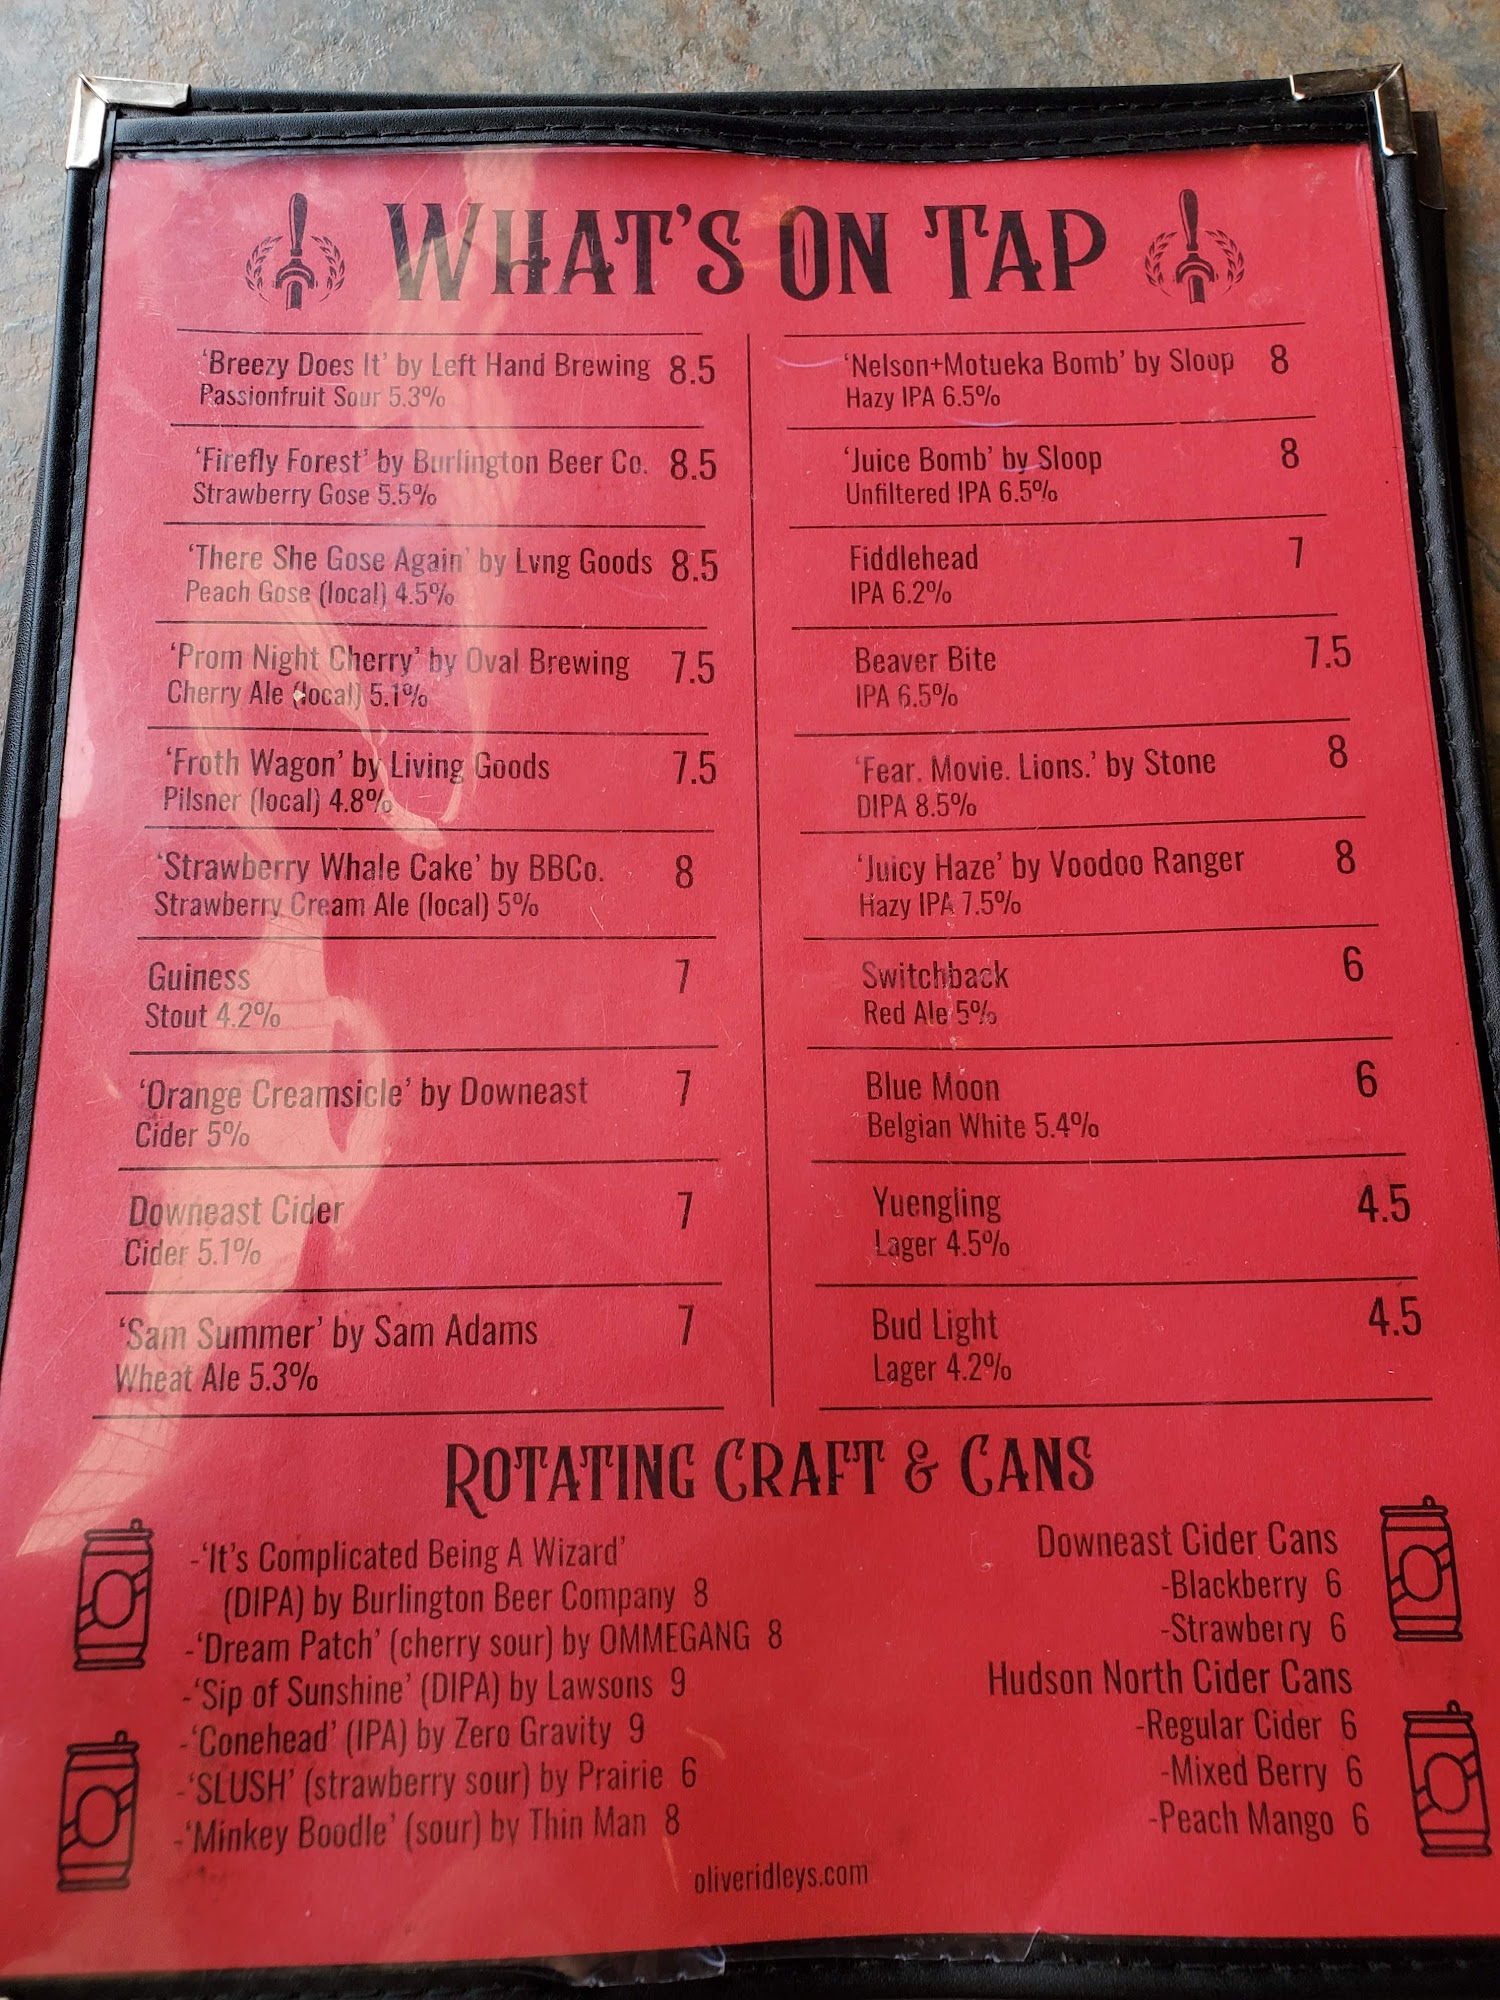 WHAT'S ON TAP
'Breezy Does It' by Left Hand Brewing 8.5
Passionfruit Sour 5.3%
'Firefly Forest' by Burlington Beer Co. 8.5
Strawberry Gose 5.5%
'There She Gose Again' by Lvng Goods 8.5
Peach Gose (local) 4.5%
'Prom Night Cherry' by Oval Brewing 7.5
Cherry Ale (local) 5.1%
'Froth Wagon' by Living Goods 7.5
Pilsner (local) 4.8%
'Strawberry Whale Cake' by BBCo. 8
Strawberry Cream Ale (local) 5%
Guiness 7
Stout 4.2%
'Orange Creamsicle' by Downeast 7
Cider 5%
Downeast Cider 7
Cider 5.1%
'Sam Summer' by Sam Adams 7
Wheat Ale 5.3%
'Nelson+Motueka Bomb' by Sloop 8
Hazy IPA 6.5%
'Juice Bomb' by Sloop 8
Unfiltered IPA 6.5%
Fiddlehead 7
IPA 6.2%
Beaver Bite 7.5
IPA 6.5%
'Fear. Movie. Lions.' by Stone 8
DIPA 8.5%
'Juicy Haze' by Voodoo Ranger 8
Hazy IPA 7.5%
Switchback 6
Red Ale 5%
Blue Moon 6
Belgian White 5.4%
Yuengling 4.5
Lager 4.5%
Bud Light 4.5
Lager 4.2%
ROTATING CRAFT & CANS
-'It's Complicated Being A Wizard'
(DIPA) by Burlington Beer Company 8
-'Dream Patch' (cherry sour) by OMMEGANG 8
-'Sip of Sunshine' (DIPA) by Lawsons 9
-'Conehead' (IPA) by Zero Gravity 9
-'SLUSH' (strawberry sour) by Prairie 6
-'Minkey Boodle' (sour) by Thin Man 8
Downeast Cider Cans
-Blackberry 6
-Strawberry 6
Hudson North Cider Cans
-Regular Cider 6
-Mixed Berry 6
-Peach Mango 6
oliveridleys.com